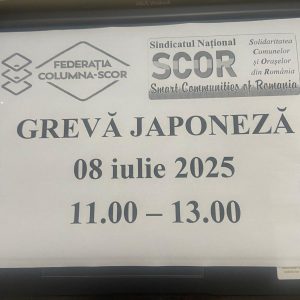 FEDERAȚIA
COLUMNA-SCOR
Sindicatul Național
SCOR
Solidaritatea
Comunelor
și Orașelor
din România
Smart Communities of Romania
GREVĂ JAPONEZĂ
08 iulie 2025
11.00 – 13.00